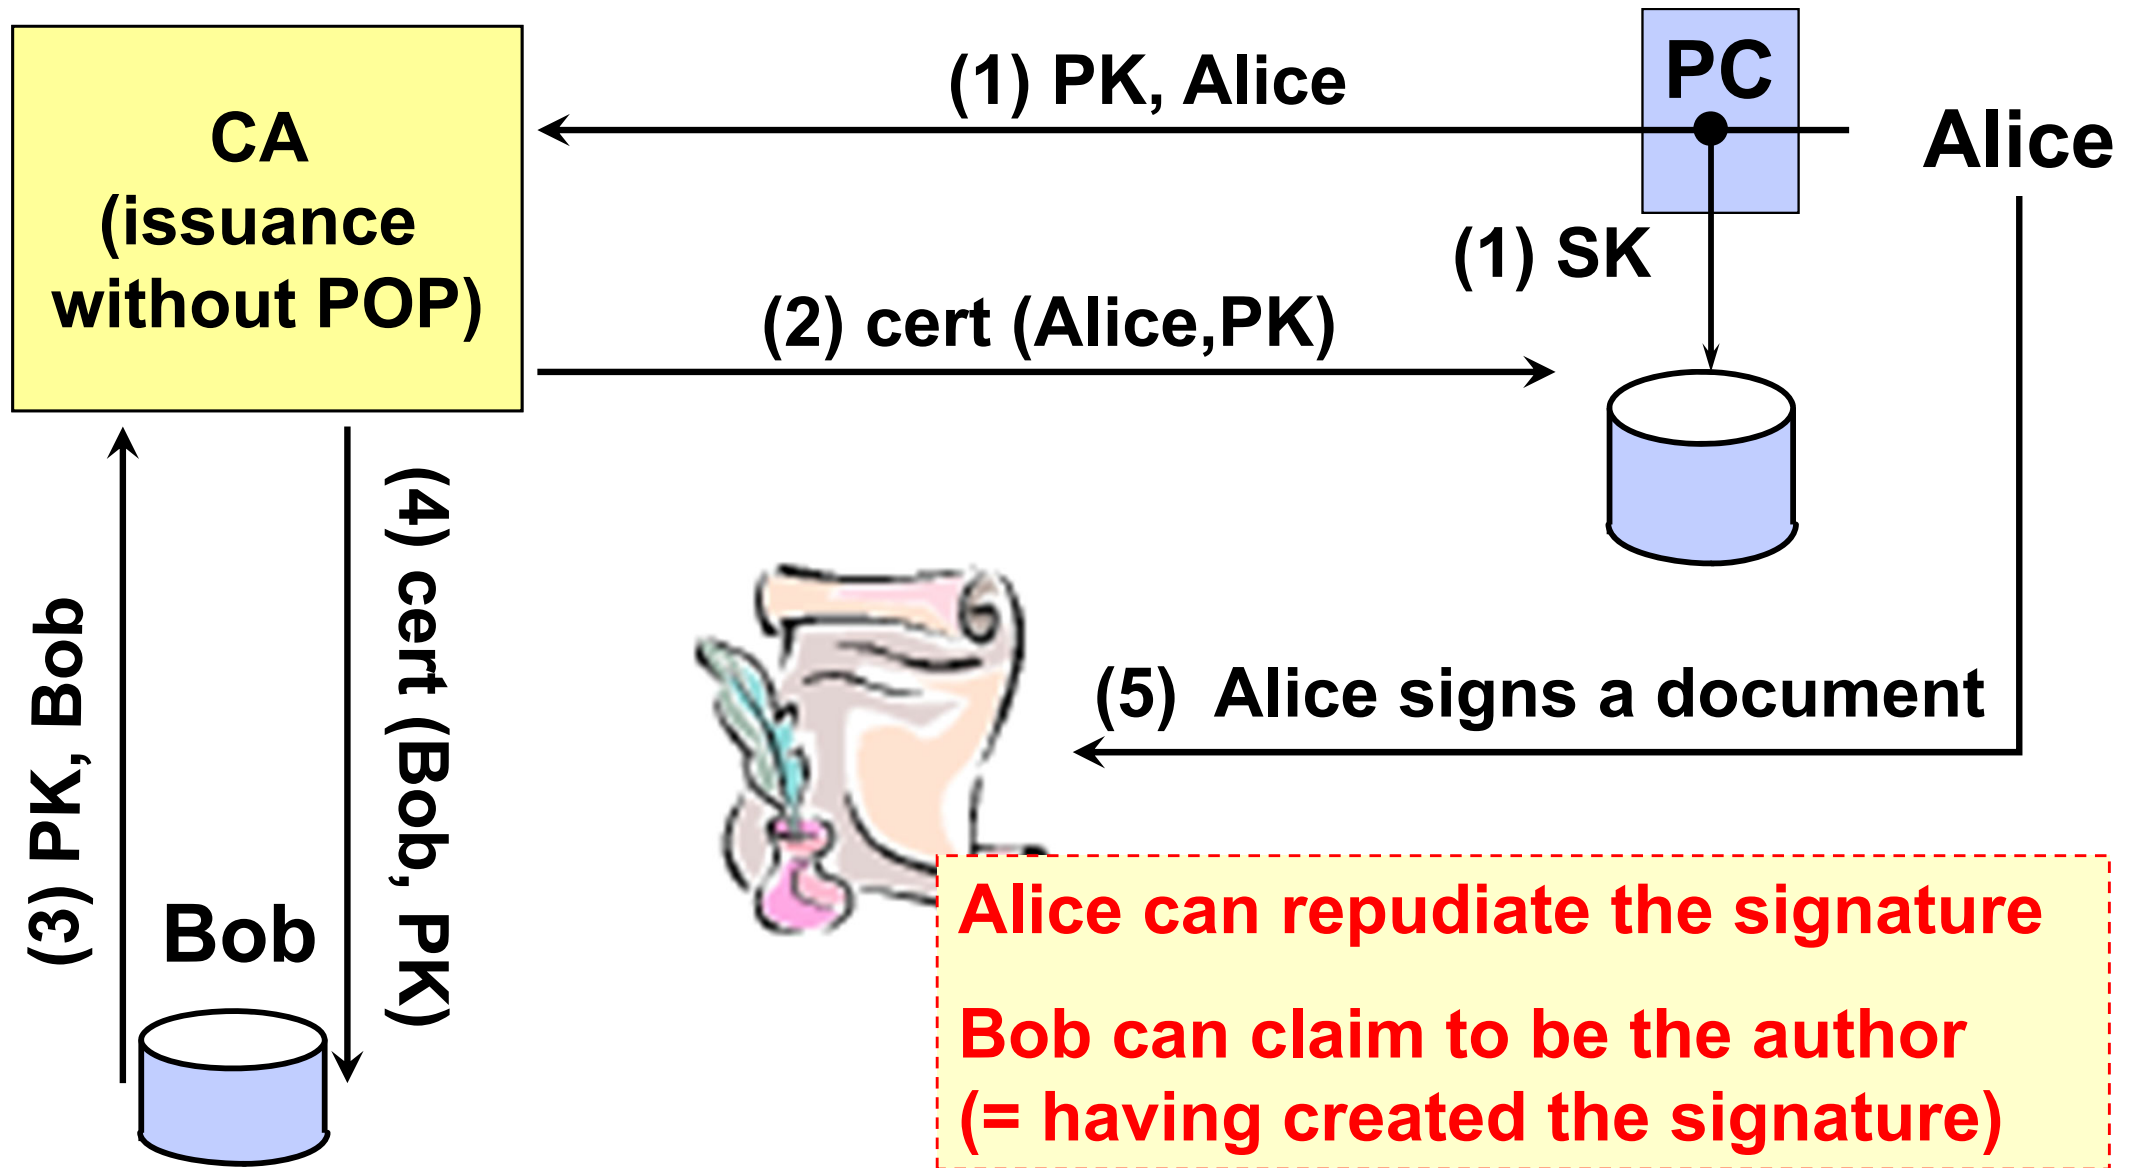 CA
(issuance
without POP)
(1) PK, Alice
PC
Alice
(1) SK
(2) cert (Alice,PK)
(3) PK, Bob
(4) cert (Bob, PK)
Bob
(5) Alice signs a document
Alice can repudiate the signature
Bob can claim to be the author
(= having created the signature)